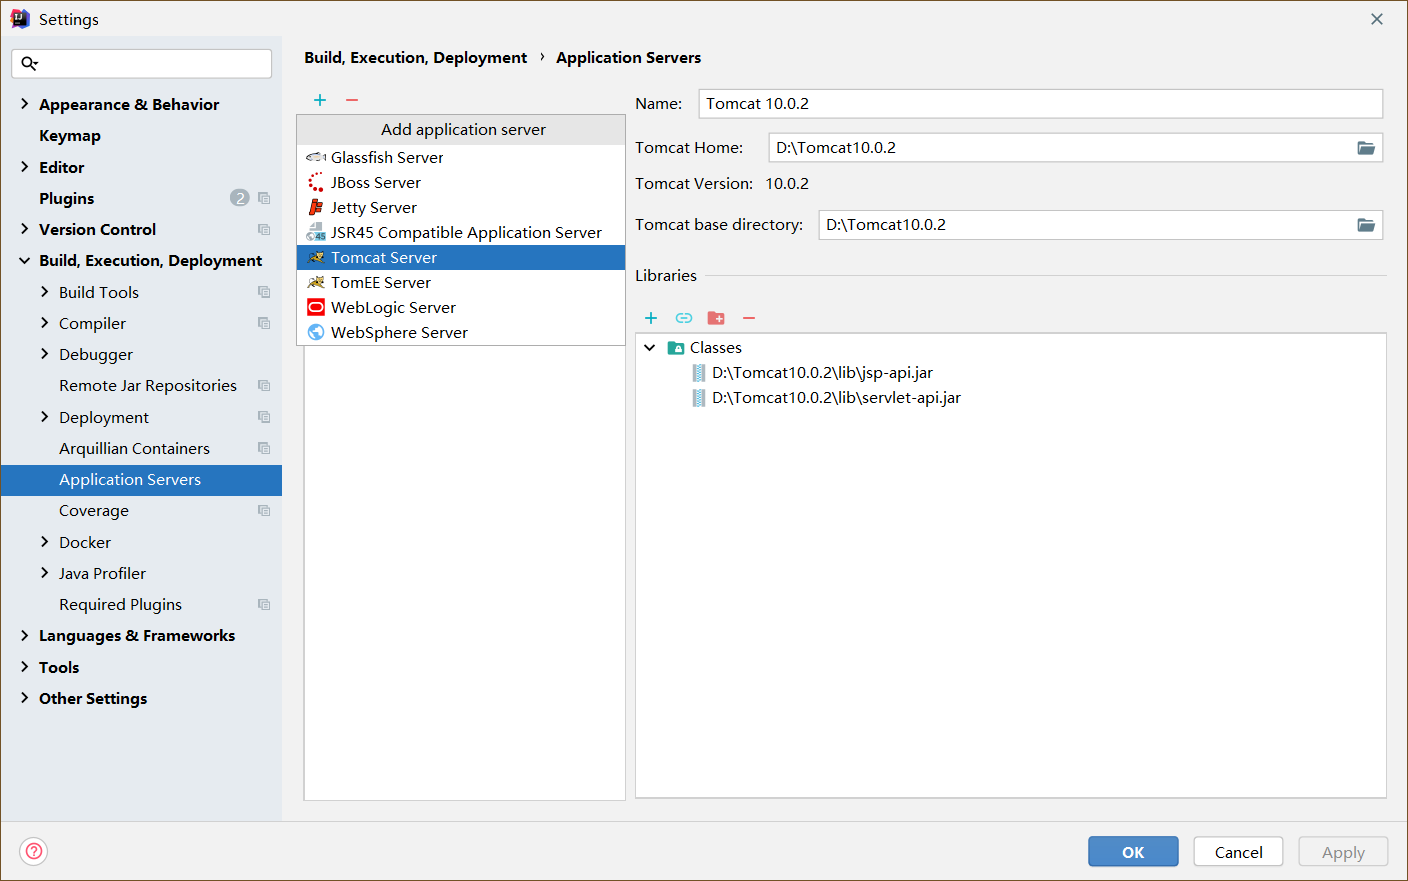 Settings
Appearance & Behavior
Keymap
Editor
Plugins 2
Version Control
Build, Execution, Deployment
Build Tools
Compiler
Debugger
Remote Jar Repositories
Deployment
Arquillian Containers
Application Servers
Coverage
Docker
Java Profiler
Required Plugins
Languages & Frameworks
Tools
Other Settings
Build, Execution, Deployment › Application Servers
Add application server
Glassfish Server
JBoss Server
Jetty Server
JSR45 Compatible Application Server
Tomcat Server
TomEE Server
WebLogic Server
WebSphere Server
Name: Tomcat 10.0.2
Tomcat Home: D:\Tomcat10.0.2
Tomcat Version: 10.0.2
Tomcat base directory: D:\Tomcat10.0.2
Libraries
Classes
D:\Tomcat10.0.2\lib\jsp-api.jar
D:\Tomcat10.0.2\lib\servlet-api.jar
OK
Cancel
Apply